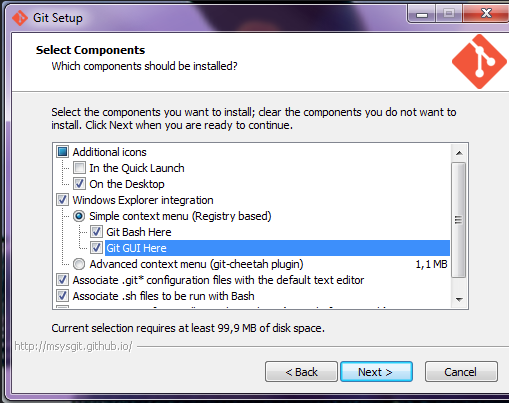 Git Setup
Select Components
Which components should be installed?
Select the components you want to install; clear the components you do not want to
install. Click Next when you are ready to continue.
Additional icons
In the Quick Launch
On the Desktop
Windows Explorer integration
Simple context menu (Registry based)
Git Bash Here
Git GUI Here
Advanced context menu (git-cheetah plugin) 1,1 MB
Associate .git* configuration files with the default text editor
Associate .sh files to be run with Bash
Current selection requires at least 99,9 MB of disk space.
http://msysgit.github.io/
< Back
Next >
Cancel